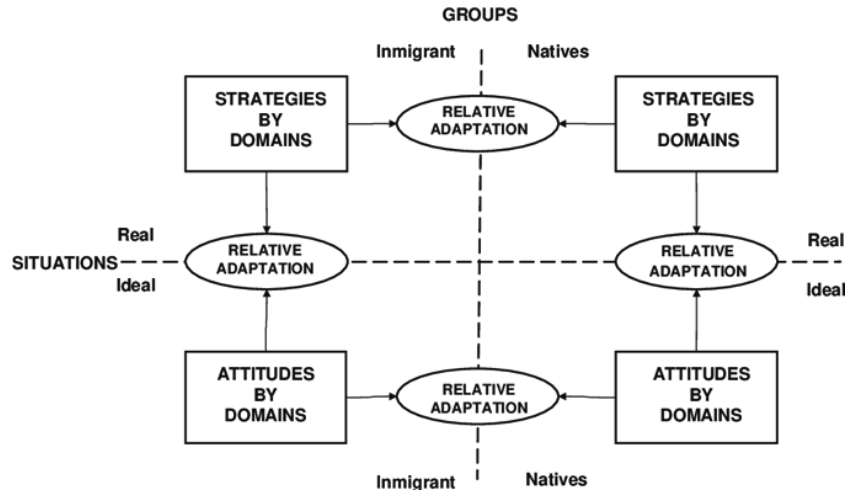 GROUPS
Inmigrant Natives
STRATEGIES
BY
DOMAINS
RELATIVE
ADAPTATION
STRATEGIES
BY
DOMAINS
Real
SITUATIONS
Ideal
RELATIVE
ADAPTATION
RELATIVE
ADAPTATION
Real
Ideal
ATTITUDES
BY
DOMAINS
RELATIVE
ADAPTATION
ATTITUDES
BY
DOMAINS
Inmigrant Natives